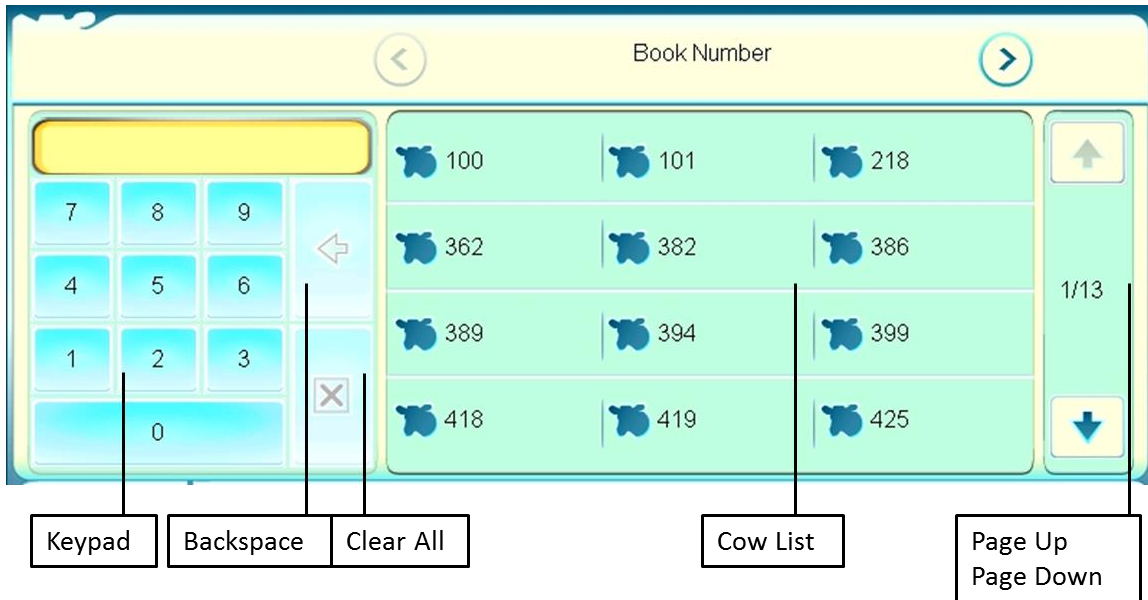 Book Number
100 101 218
7 8 9
362 382 386
4 5 6
1/13
389 394 399
1 2 3
418 419 425
0
Keypad
Backspace
Clear All
Cow List
Page Up
Page Down